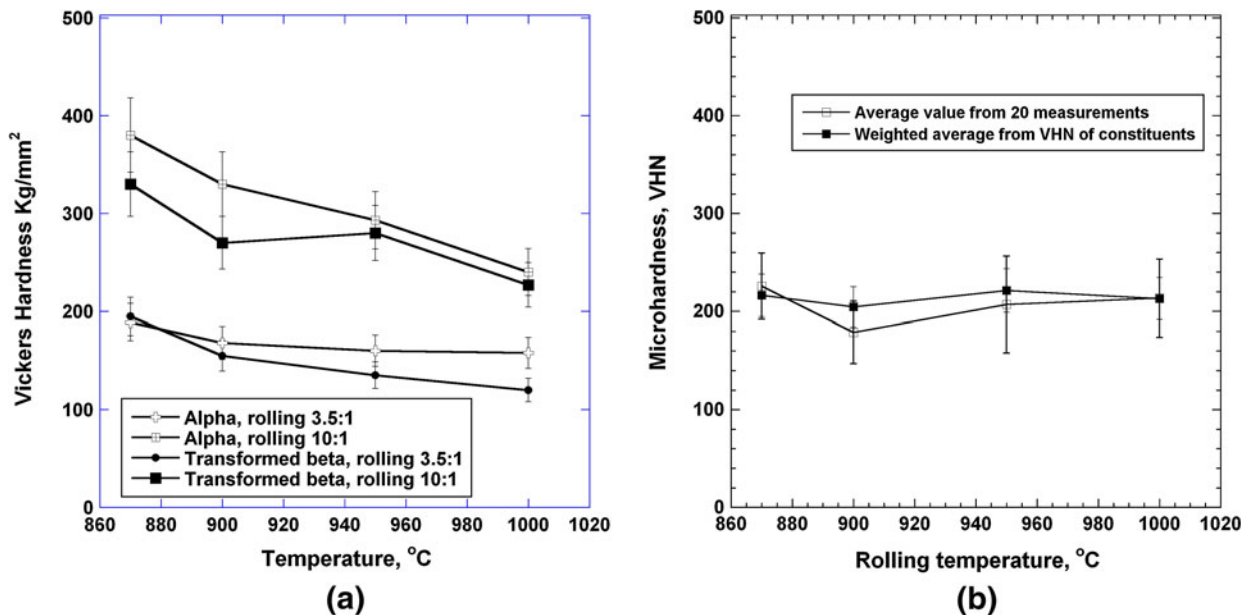 500
400
300
200
100
0
Vickers Hardness Kg/mm²
Alpha, rolling 3.5:1
Alpha, rolling 10:1
Transformed beta, rolling 3.5:1
Transformed beta, rolling 10:1
860 880 900 920 940 960 980 1000 1020
Temperature, °C
(a)
500
400
300
200
100
0
Microhardness, VHN
Average value from 20 measurements
Weighted average from VHN of constituents
860 880 900 920 940 960 980 1000 1020
Rolling temperature, °C
(b)